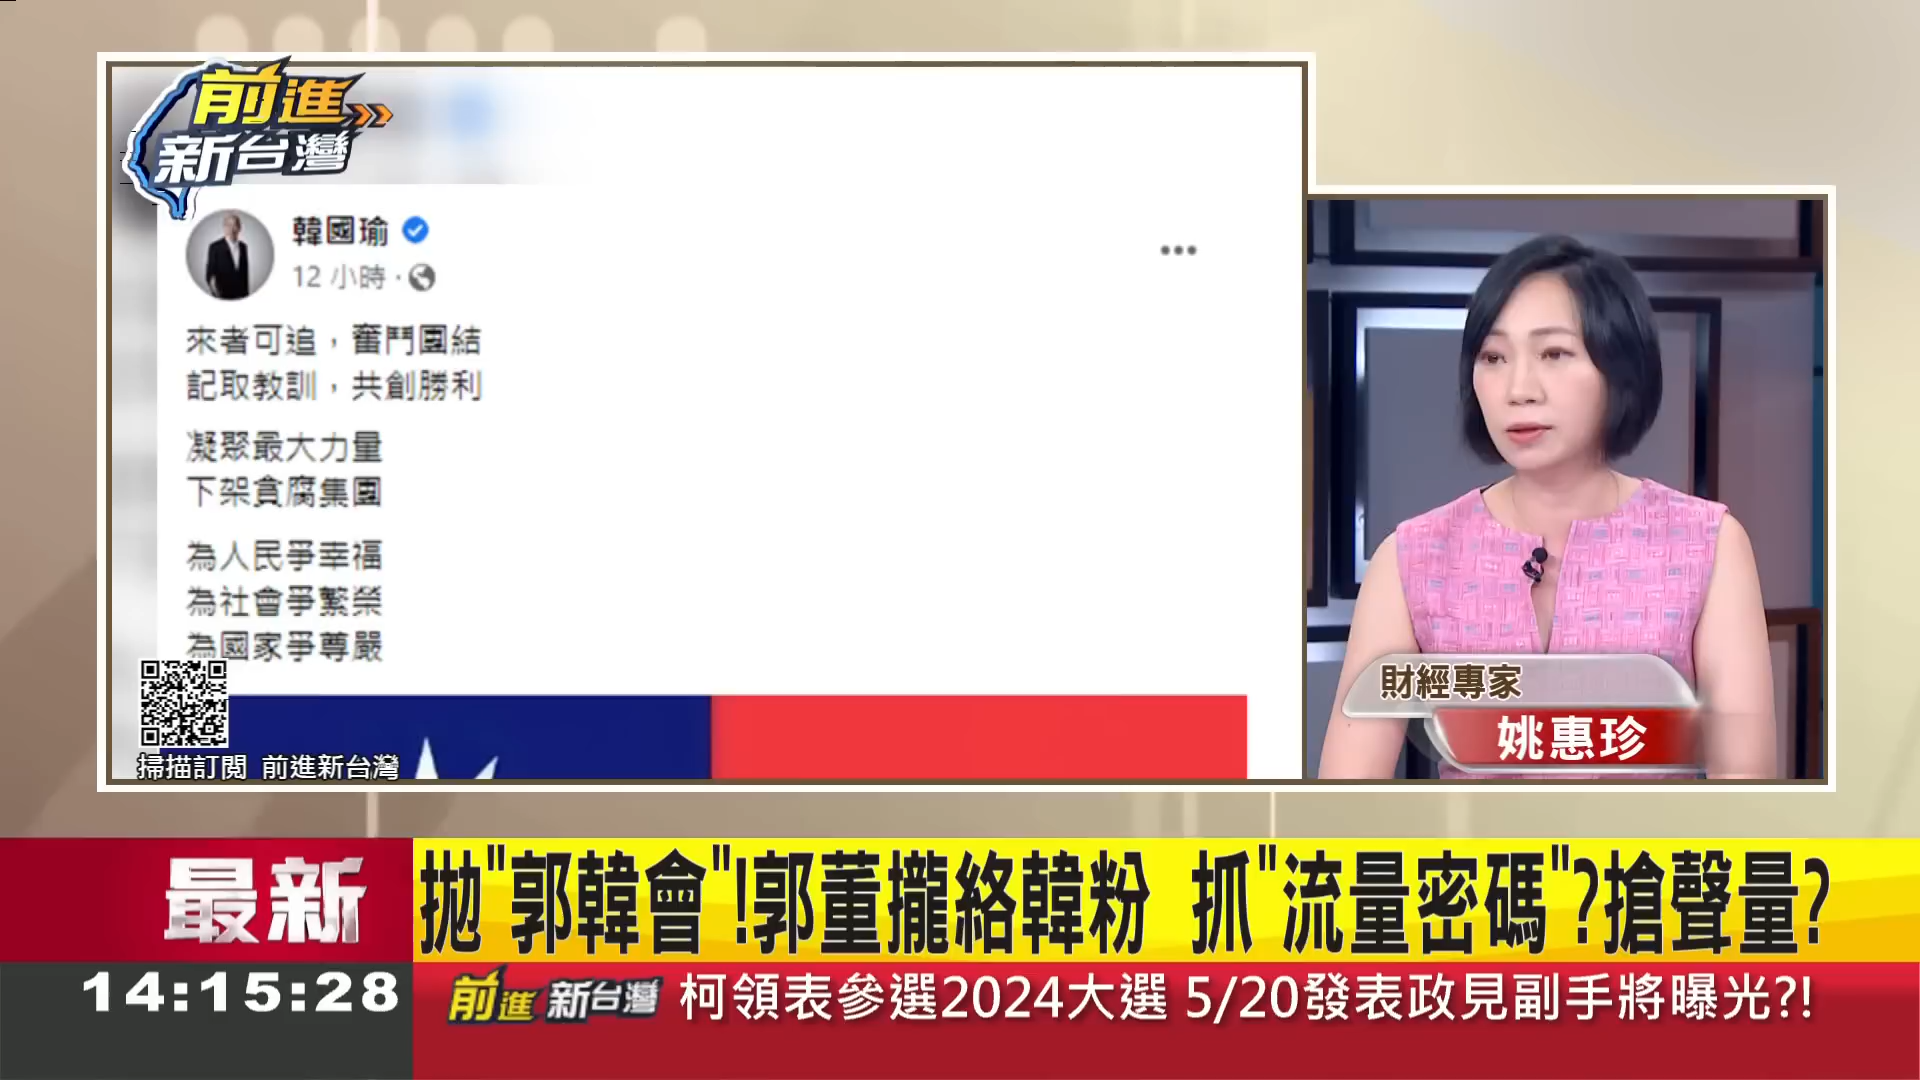 前進
新台灣
韓國瑜
12 小時
來者可追，奮鬥團結
記取教訓，共創勝利
凝聚最大力量
下架貪腐集團
為人民爭幸福
為社會爭繁榮
為國家爭尊嚴
掃描訂閱 前進新台灣
財經專家
姚惠珍
最新
拋"郭韓會"!郭董攏絡韓粉 抓"流量密碼"?搶聲量?
14:15:28
前進新台灣 柯領表參選2024大選 5/20發表政見副手將曝光?!